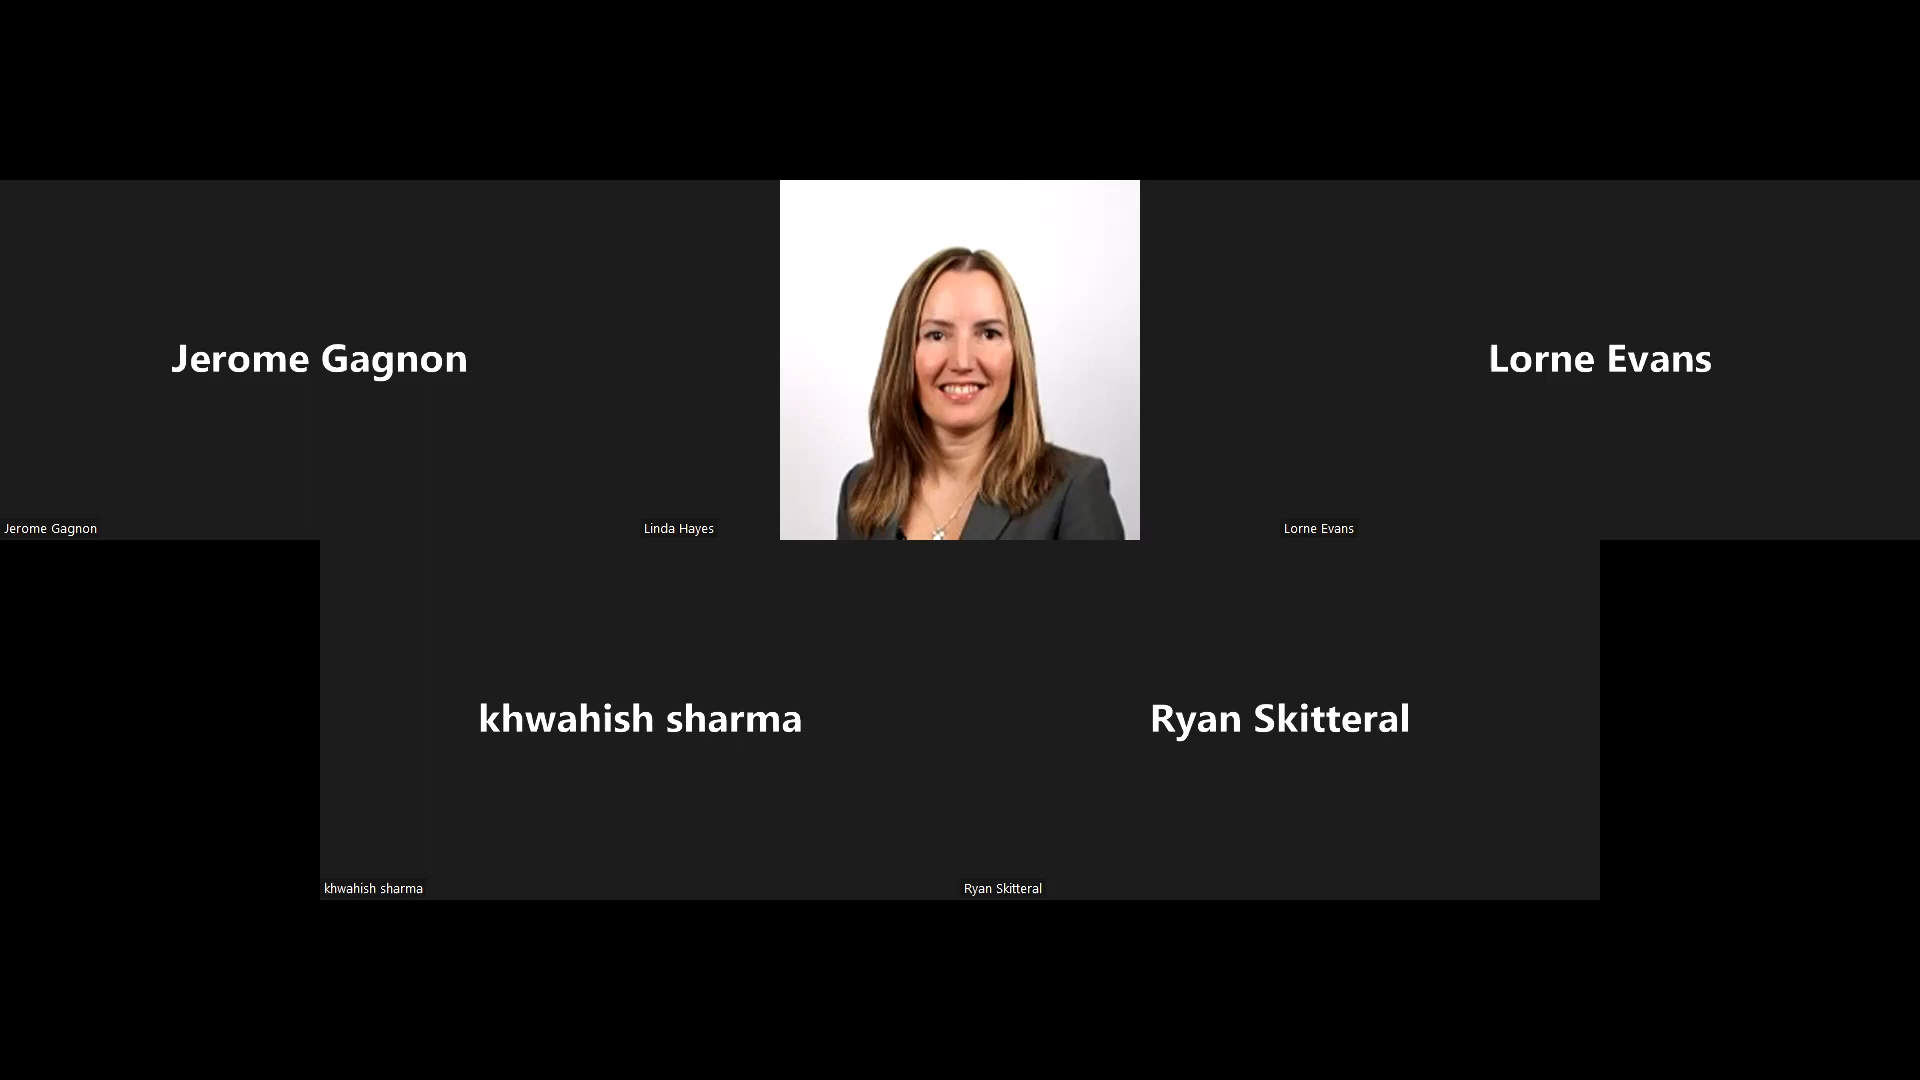 Jerome Gagnon
Lorne Evans
Jerome Gagnon
Linda Hayes
Lorne Evans
khwahish sharma
Ryan Skitteral
khwahish sharma
Ryan Skitteral